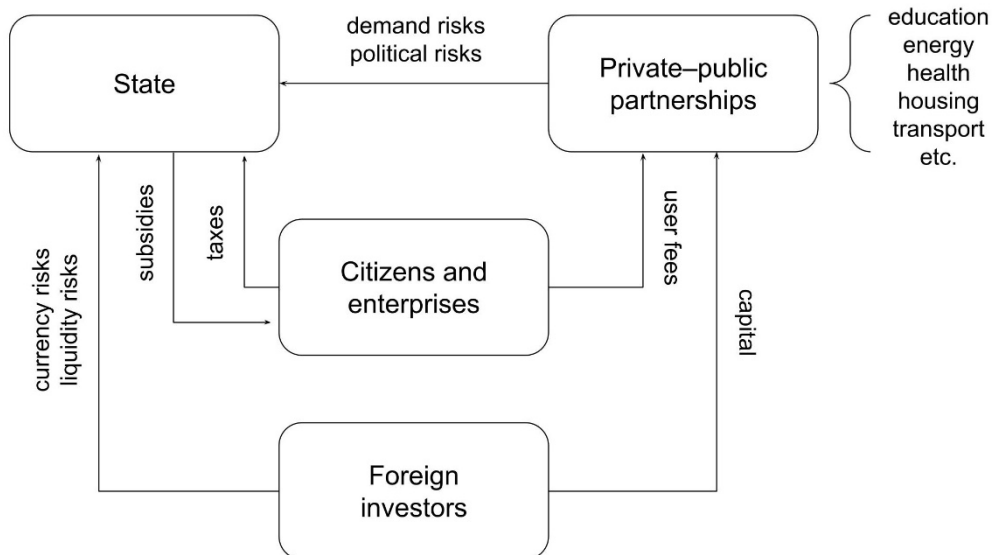 State
demand risks
political risks
Private–public
partnerships
education
energy
health
housing
transport
etc.
currency risks
liquidity risks
subsidies
taxes
Citizens and
enterprises
user fees
capital
Foreign
investors